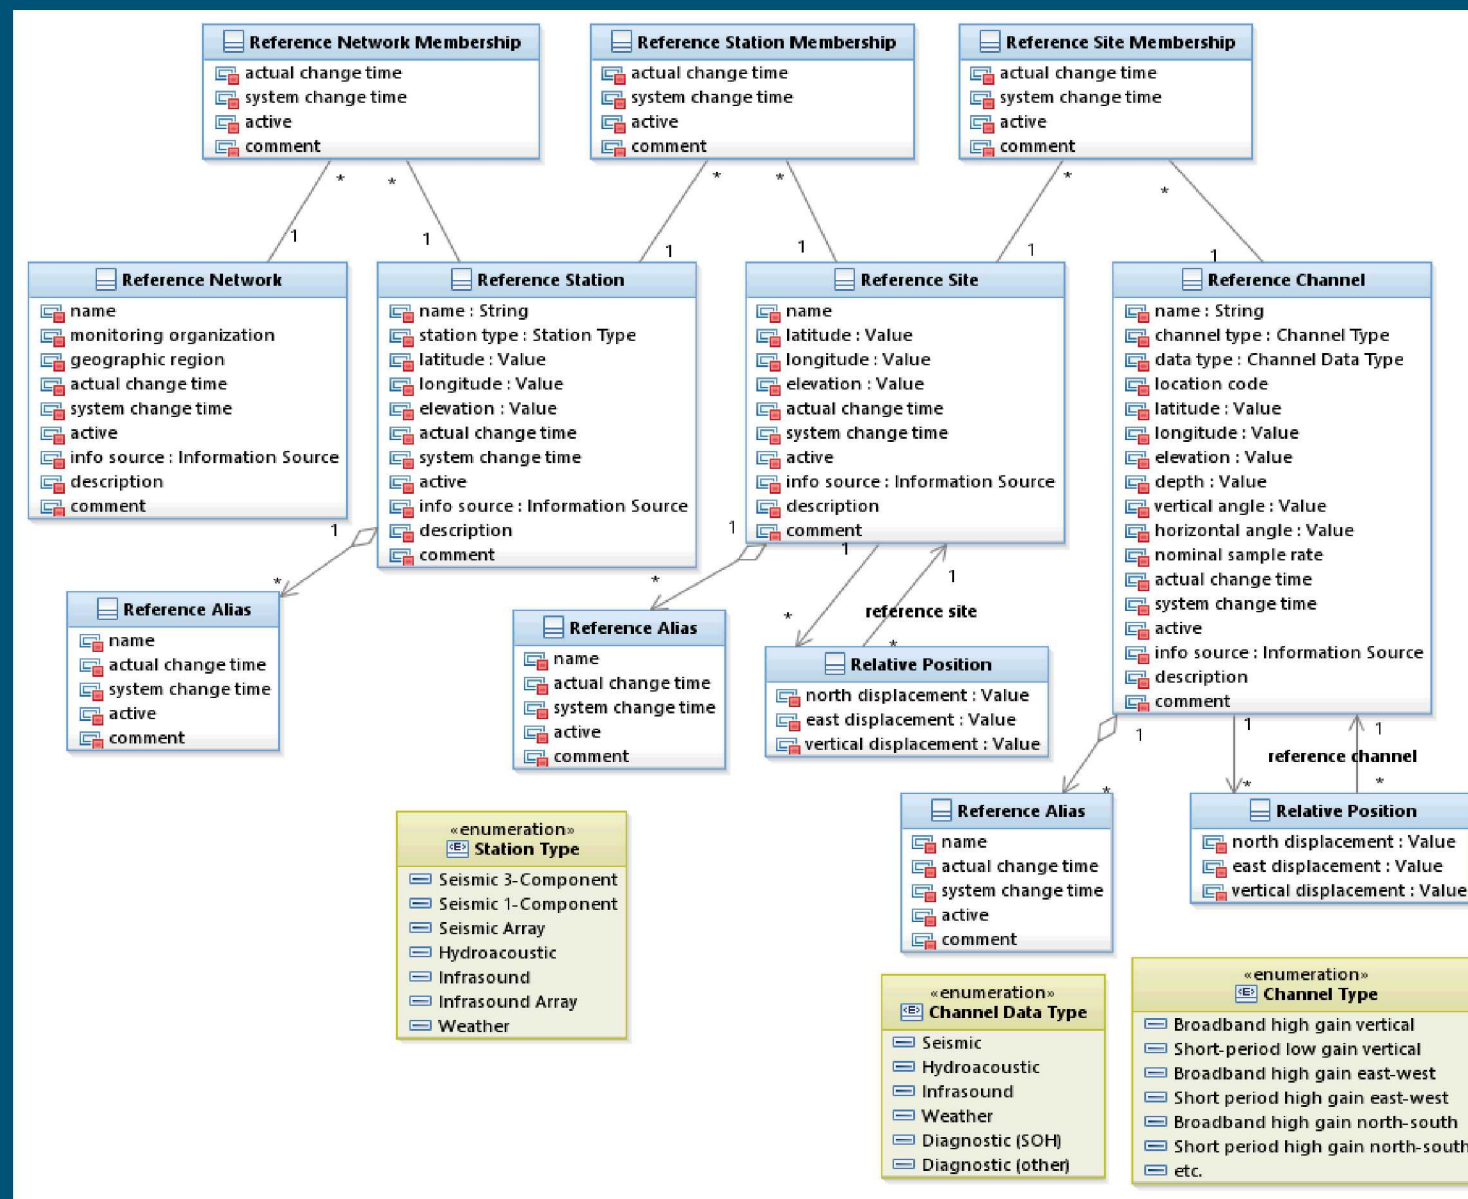 Reference Network Membership
actual change time
system change time
active
comment
Reference Station Membership
actual change time
system change time
active
comment
Reference Site Membership
actual change time
system change time
active
comment
* * * * * *
1 1 1 1 1 1
Reference Network
name
monitoring organization
geographic region
actual change time
system change time
active
info source : Information Source
description
comment
Reference Station
name : String
station type : Station Type
latitude : Value
longitude : Value
elevation : Value
actual change time
system change time
active
info source : Information Source
description
comment
Reference Site
name
latitude : Value
longitude : Value
elevation : Value
actual change time
system change time
active
info source : Information Source
description
comment
Reference Channel
name : String
channel type : Channel Type
data type : Channel Data Type
location code
latitude : Value
longitude : Value
elevation : Value
depth : Value
vertical angle : Value
horizontal angle : Value
nominal sample rate
actual change time
system change time
active
info source : Information Source
description
comment
1
*
Reference Alias
name
actual change time
system change time
active
comment
1
*
Reference Alias
name
actual change time
system change time
active
comment
1
*
1
reference site
*
Relative Position
north displacement : Value
east displacement : Value
vertical displacement : Value
1
*
Reference Alias
name
actual change time
system change time
active
comment
1
*
1
reference channel
*
Relative Position
north displacement : Value
east displacement : Value
vertical displacement : Value
«enumeration»
<E> Station Type
Seismic 3-Component
Seismic 1-Component
Seismic Array
Hydroacoustic
Infrasound
Infrasound Array
Weather
«enumeration»
<E> Channel Data Type
Seismic
Hydroacoustic
Infrasound
Weather
Diagnostic (SOH)
Diagnostic (other)
«enumeration»
<E> Channel Type
Broadband high gain vertical
Short-period low gain vertical
Broadband high gain east-west
Short period high gain east-west
Broadband high gain north-south
Short period high gain north-south
etc.